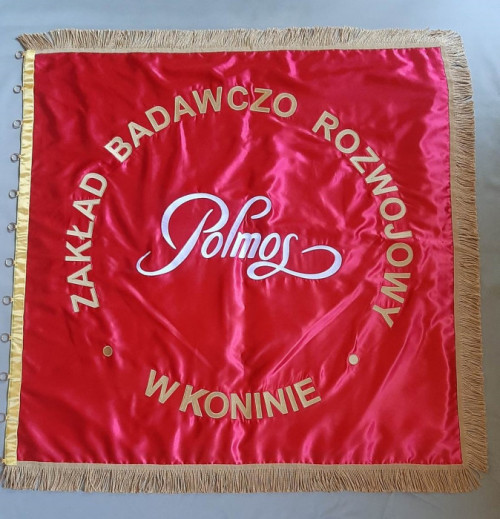 ZAKŁAD BADAWCZO ROZWOJOWY
Polmos
W KONINIE